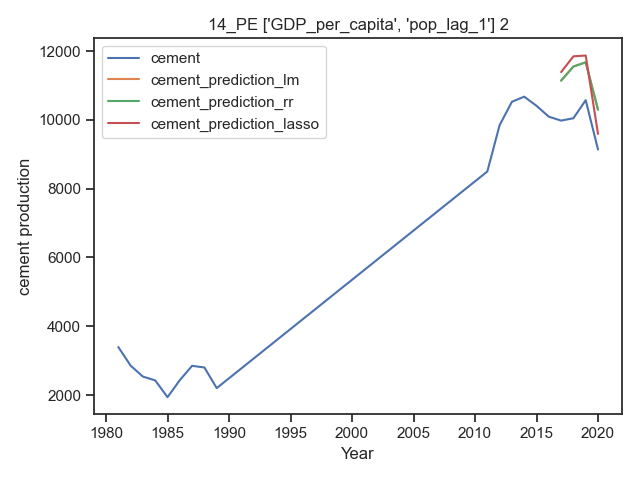 14_PE ['GDP_per_capita', 'pop_lag_1'] 2
cement
cement_prediction_lm
cement_prediction_rr
cement_prediction_lasso
cement production
12000
10000
8000
6000
4000
2000
1980 1985 1990 1995 2000 2005 2010 2015 2020
Year